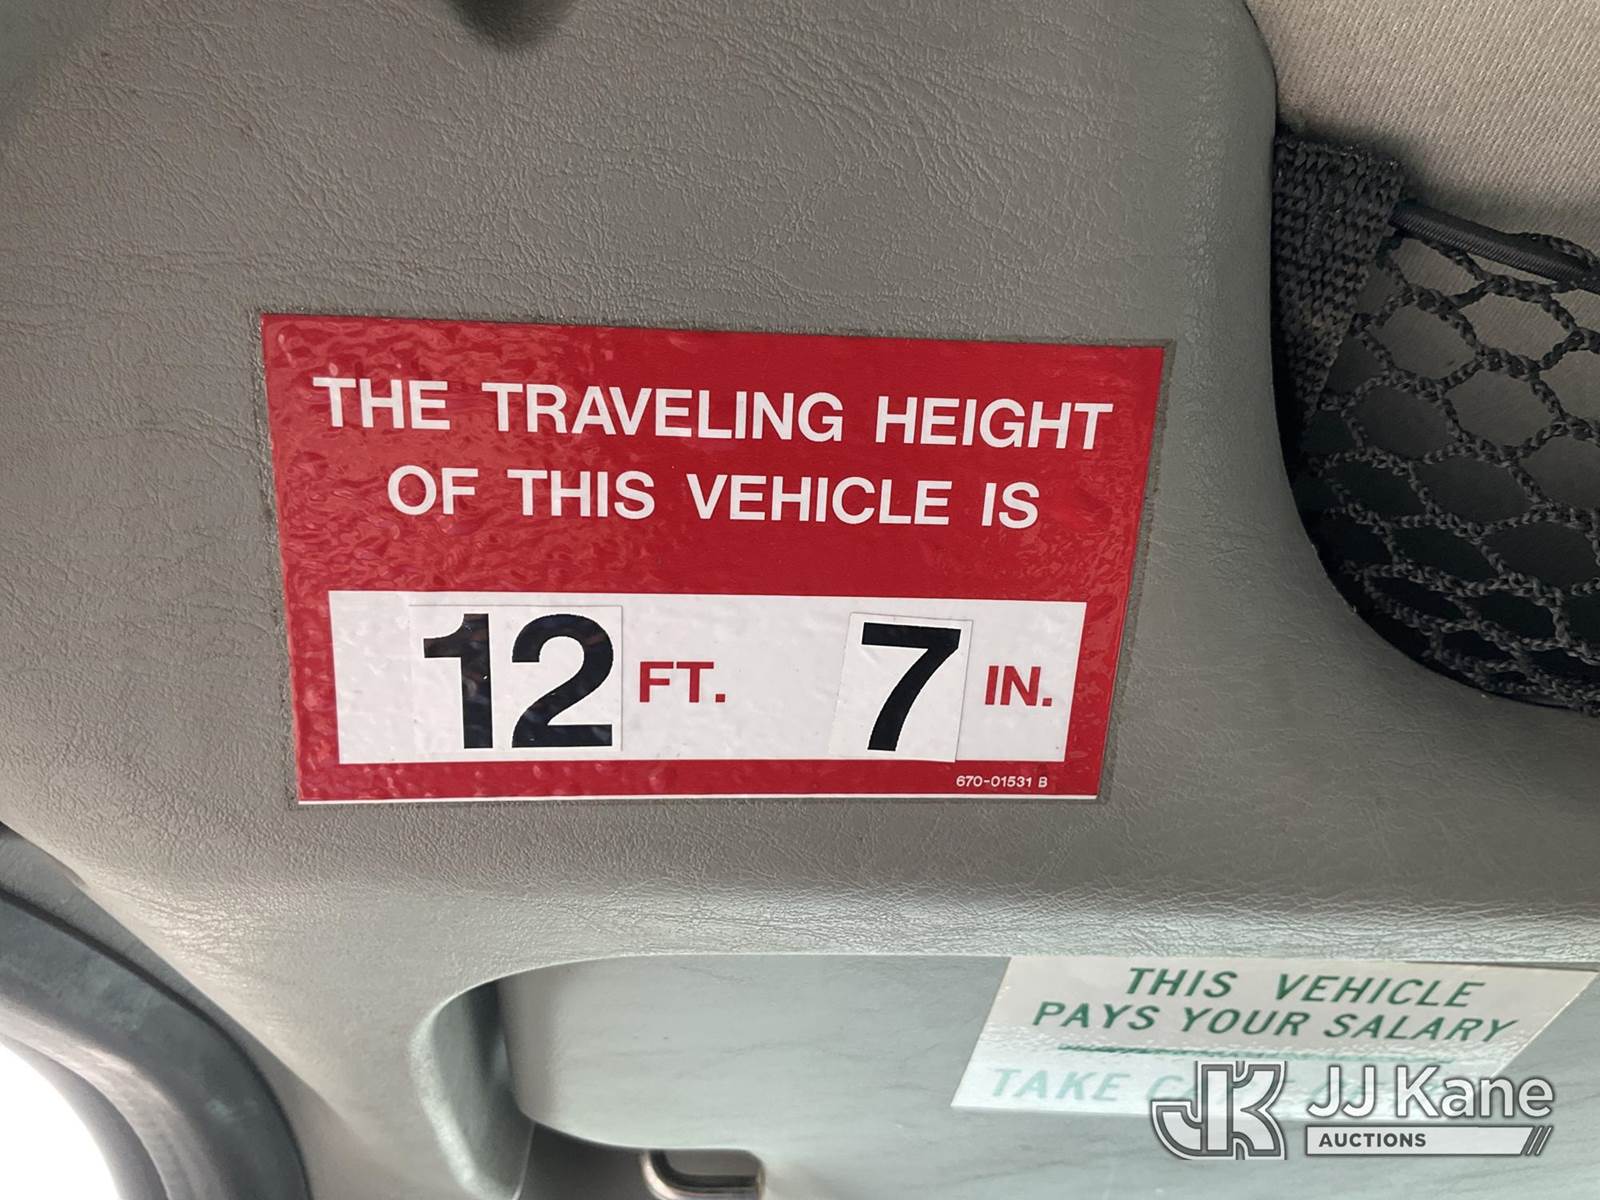 THE TRAVELING HEIGHT
OF THIS VEHICLE IS
12 FT. 7 IN.
670-01531 B
THIS VEHICLE
PAYS YOUR SALARY
TAKE
JJ Kane
AUCTIONS